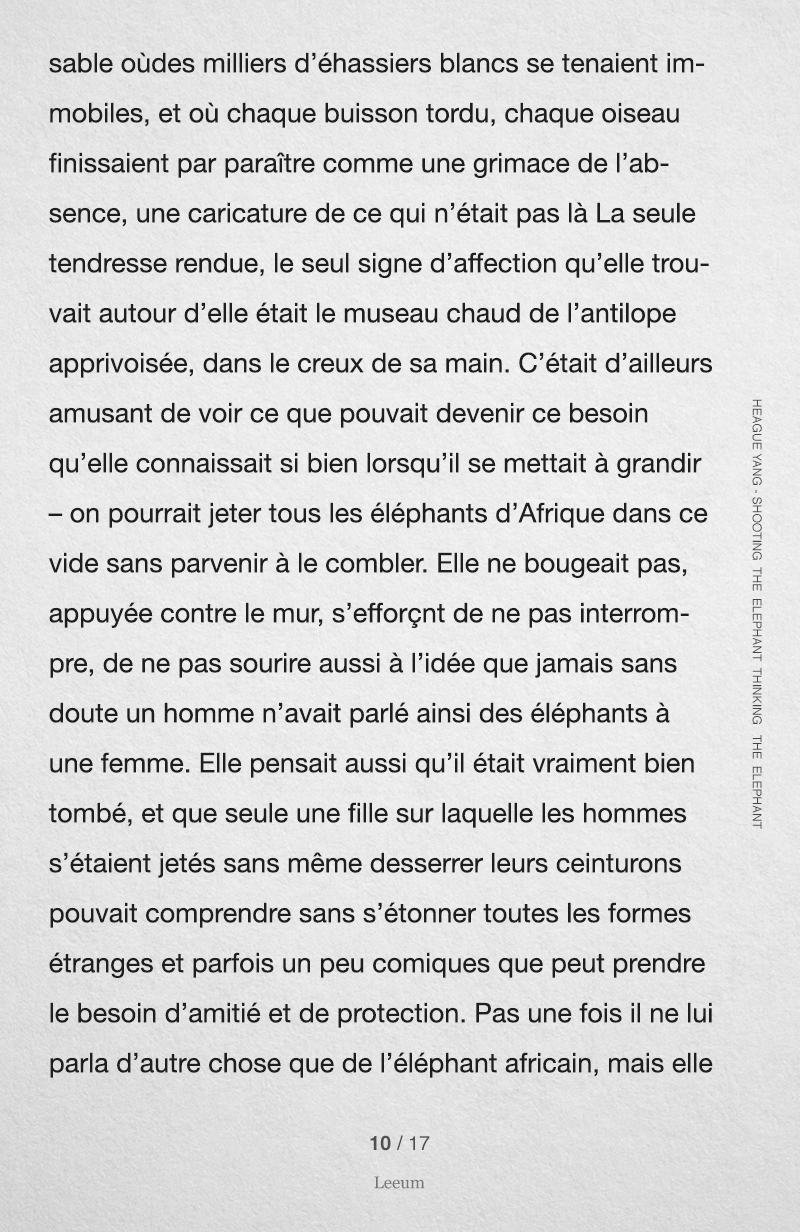 sable oùdes milliers d’éhassiers blancs se tenaient im-
mobiles, et où chaque buisson tordu, chaque oiseau
finissaient par paraître comme une grimace de l’ab-
sence, une caricature de ce qui n’était pas là La seule
tendresse rendue, le seul signe d’affection qu’elle trou-
vait autour d’elle était le museau chaud de l’antilope
apprivoisée, dans le creux de sa main. C’était d’ailleurs
amusant de voir ce que pouvait devenir ce besoin
qu’elle connaissait si bien lorsqu’il se mettait à grandir
– on pourrait jeter tous les éléphants d’Afrique dans ce
vide sans parvenir à le combler. Elle ne bougeait pas,
appuyée contre le mur, s’efforçnt de ne pas interrom-
pre, de ne pas sourire aussi à l’idée que jamais sans
doute un homme n’avait parlé ainsi des éléphants à
une femme. Elle pensait aussi qu’il était vraiment bien
tombé, et que seule une fille sur laquelle les hommes
s’étaient jetés sans même desserrer leurs ceinturons
pouvait comprendre sans s’étonner toutes les formes
étranges et parfois un peu comiques que peut prendre
le besoin d’amitié et de protection. Pas une fois il ne lui
parla d’autre chose que de l’éléphant africain, mais elle
HEAGUE YANG - SHOOTING THE ELEPHANT THINKING THE ELEPHANT
10 / 17
Leeum